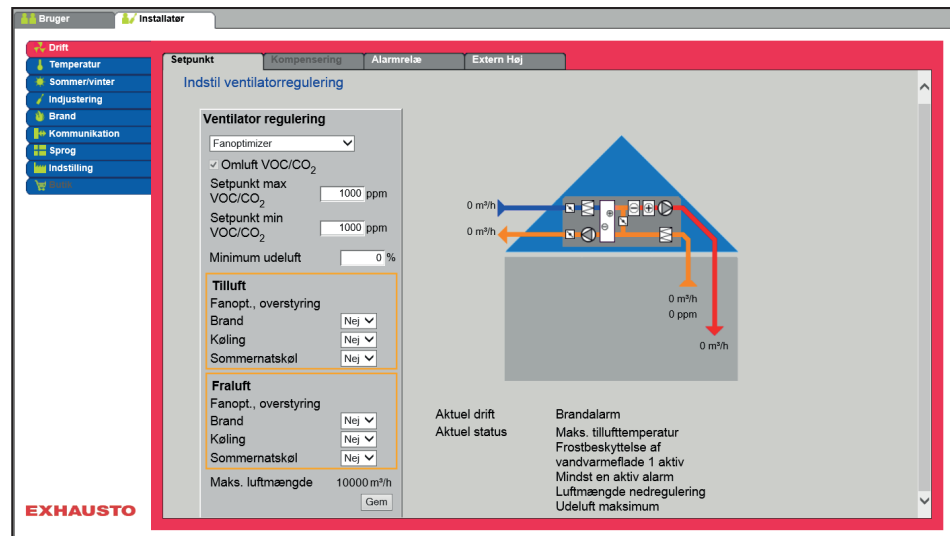 Bruger
Installatør
Drift
Temperatur
Sommer/vinter
Indjustering
Brand
Kommunikation
Sprog
Indstilling
Butik
EXHAUSTO
Setpunkt
Kompensering
Alarmrelæ
Extern Høj
Indstil ventilatorregulering
Ventilator regulering
Fanoptimizer
Omluft VOC/CO2
Setpunkt max
VOC/CO2
1000 ppm
Setpunkt min
VOC/CO2
1000 ppm
Minimum udeluft 0 %
Tilluft
Fanopt., overstyring
Brand Nej
Køling Nej
Sommernatskøl Nej
Fraluft
Fanopt., overstyring
Brand Nej
Køling Nej
Sommernatskøl Nej
Maks. luftmængde 10000 m³/h
Gem
0 m³/h
0 m³/h
0 m³/h
0 ppm
0 m³/h
Aktuel drift Brandalarm
Aktuel status Maks. tillufttemperatur
Frostbeskyttelse af
vandvarmeflade 1 aktiv
Mindst en aktiv alarm
Luftmængde nedregulering
Udeluft maksimum